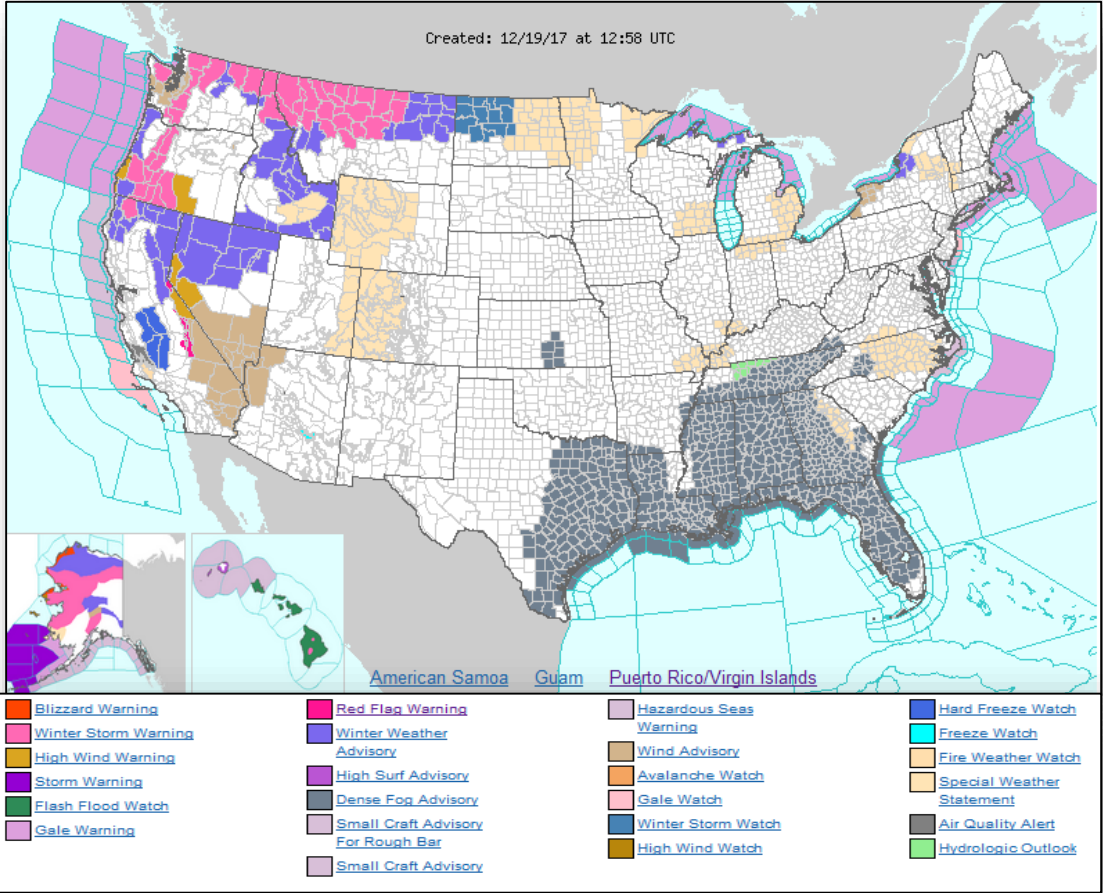 Created: 12/19/17 at 12:58 UTC
American Samoa Guam Puerto Rico/Virgin Islands
Blizzard Warning
Winter Storm Warning
High Wind Warning
Storm Warning
Flash Flood Watch
Gale Warning
Red Flag Warning
Winter Weather
Advisory
High Surf Advisory
Dense Fog Advisory
Small Craft Advisory
For Rough Bar
Small Craft Advisory
Hazardous Seas
Warning
Wind Advisory
Avalanche Watch
Gale Watch
Winter Storm Watch
High Wind Watch
Hard Freeze Watch
Freeze Watch
Fire Weather Watch
Special Weather
Statement
Air Quality Alert
Hydrologic Outlook